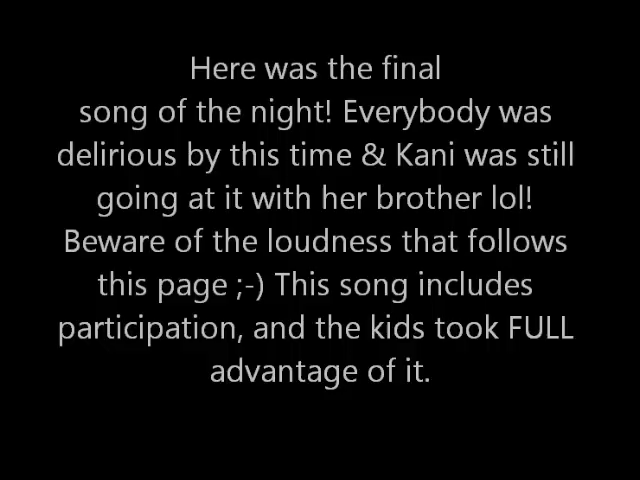 Here was the final
song of the night! Everybody was
delirious by this time & Kani was still
going at it with her brother lol!
Beware of the loudness that follows
this page ;-) This song includes
participation, and the kids took FULL
advantage of it.